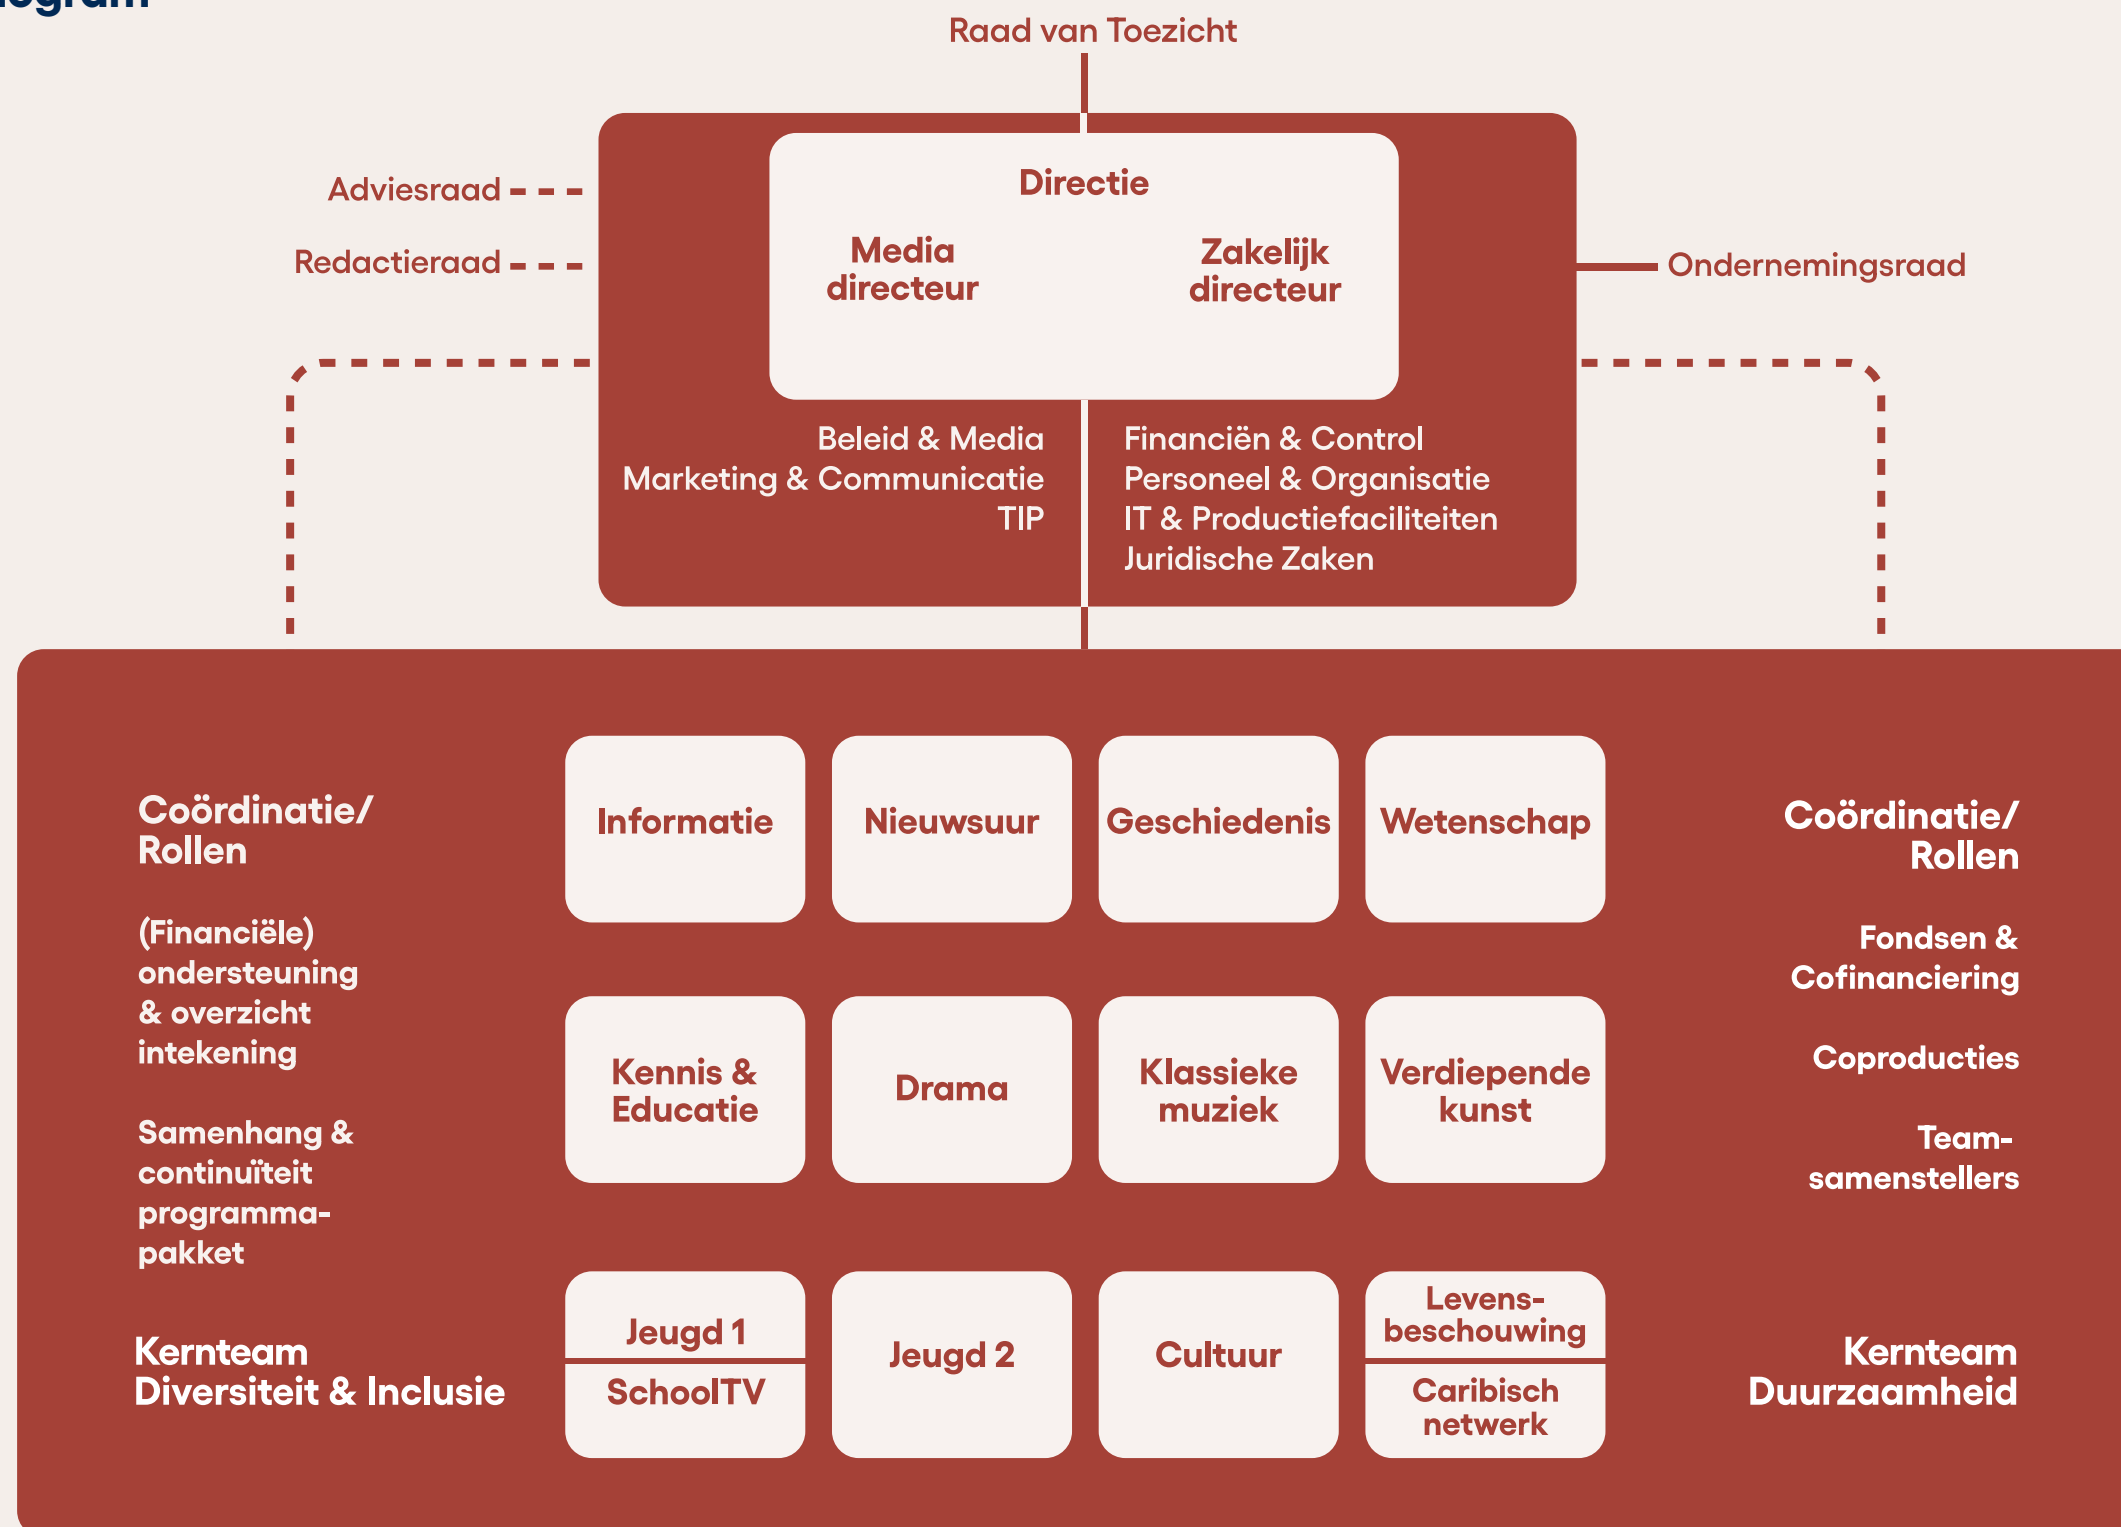 Raad van Toezicht
Directie
Adviesraad
Redactieraad
Media
directeur
Zakelijk
directeur
Ondernemingsraad
Beleid & Media
Marketing & Communicatie
TIP
Financiën & Control
Personeel & Organisatie
IT & Productiefaciliteiten
Juridische Zaken
Coördinatie/
Rollen
(Financiële)
ondersteuning
& overzicht
intekening
Samenhang &
continuïteit
programma-
pakket
Kernteam
Diversiteit & Inclusie
Informatie
Nieuwsuur
Geschiedenis
Wetenschap
Kennis &
Educatie
Drama
Klassieke
muziek
Verdiepende
kunst
Jeugd 1
SchoolTV
Jeugd 2
Cultuur
Levens-
beschouwing
Caribisch
netwerk
Coördinatie/
Rollen
Fondsen &
Cofinanciering
Coproducties
Team-
samenstellers
Kernteam
Duurzaamheid